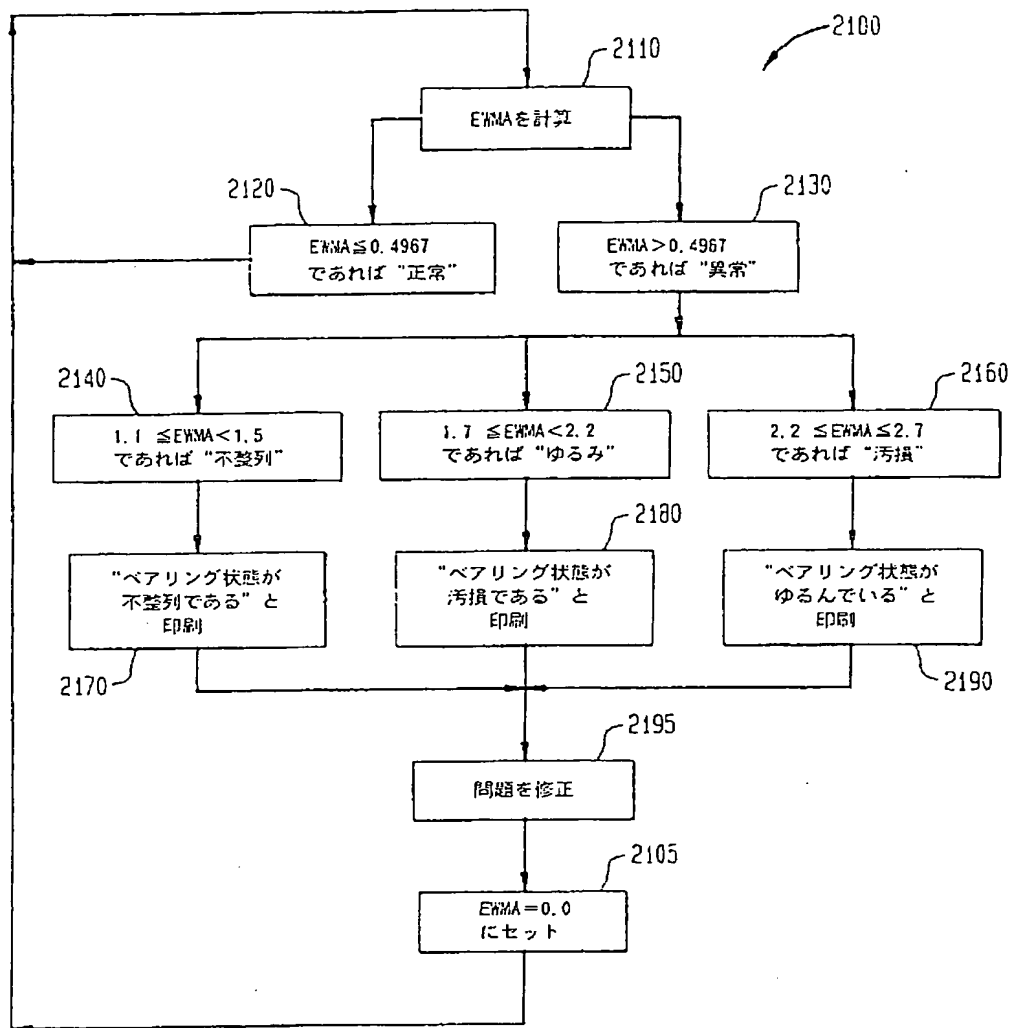 2100
2110
EWMAを計算
2120
EWMA≦0.4967
であれば“正常”
2130
EWMA>0.4967
であれば“異常”
2140
1.1 ≦EWMA<1.5
であれば“不整列”
2150
1.7 ≦EWMA<2.2
であれば“ゆるみ”
2160
2.2 ≦EWMA≦2.7
であれば“汚損”
“ベアリング状態が
不整列である”と
印刷
2170
2180
“ベアリング状態が
汚損である”と
印刷
“ベアリング状態が
ゆるんでいる”と
印刷
2190
2195
問題を修正
2105
EWMA=0.0
にセット